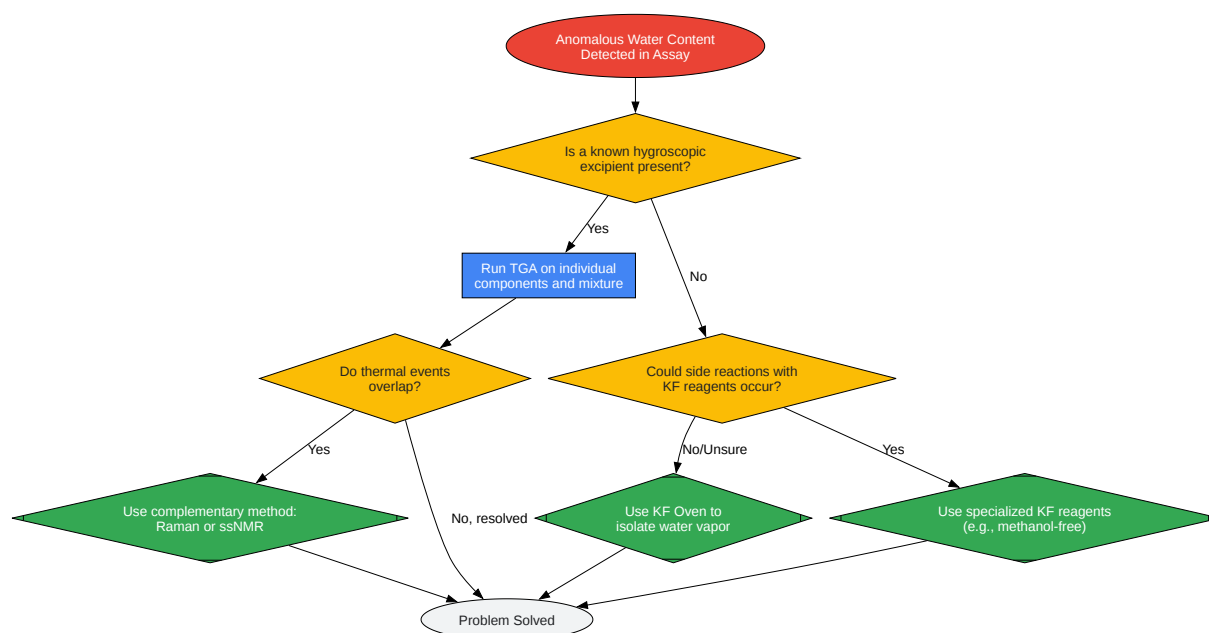 Anomalous Water Content
Detected in Assay
Is a known hygroscopic
excipient present?
Yes
Run TGA on individual
components and mixture
No
Do thermal events
overlap?
Could side reactions with
KF reagents occur?
Yes
No/Unsure
Yes
Use complementary method:
Raman or ssNMR
No, resolved
Use KF Oven to
isolate water vapor
Use specialized KF reagents
(e.g., methanol-free)
Problem Solved